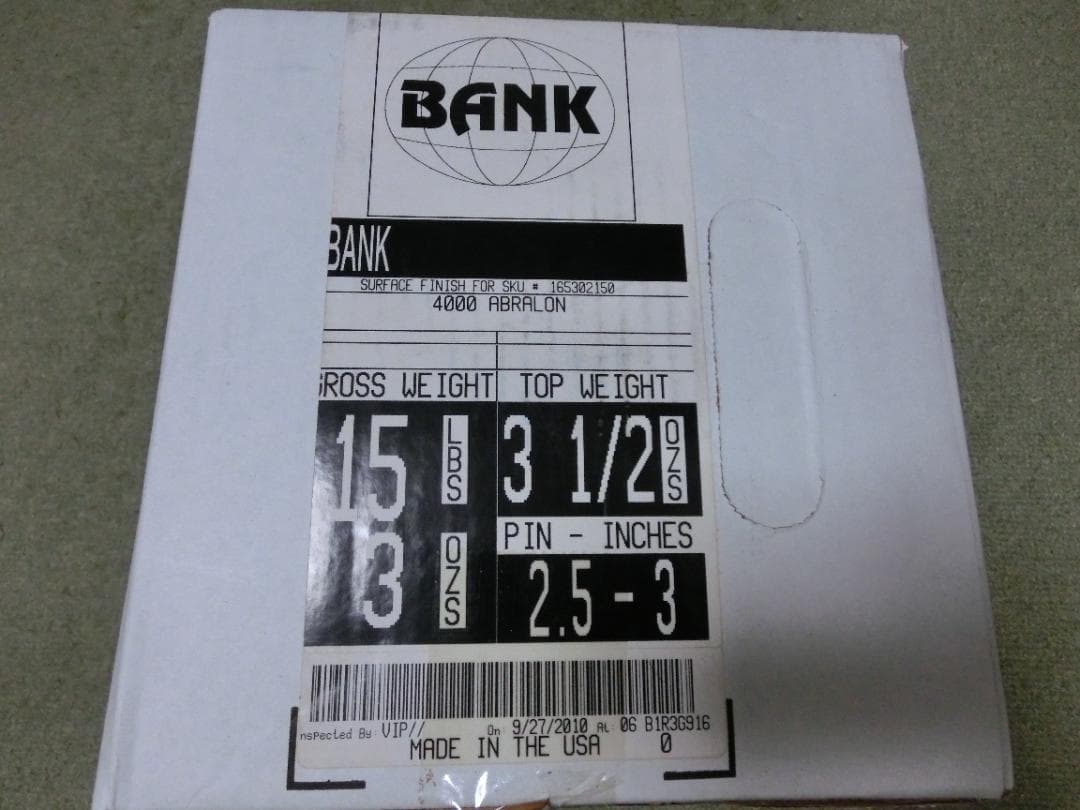 BANK
BANK
SURFACE FINISH FOR SKU # 165302150
4000 ABRALON
GROSS WEIGHT
15 LBS
3 OZS
TOP WEIGHT
3 1/2 OZS
PIN - INCHES
2.5 - 3
nsPected By: VIP// On: 9/27/2010 AL: 06 B1R3G916
MADE IN THE USA 0